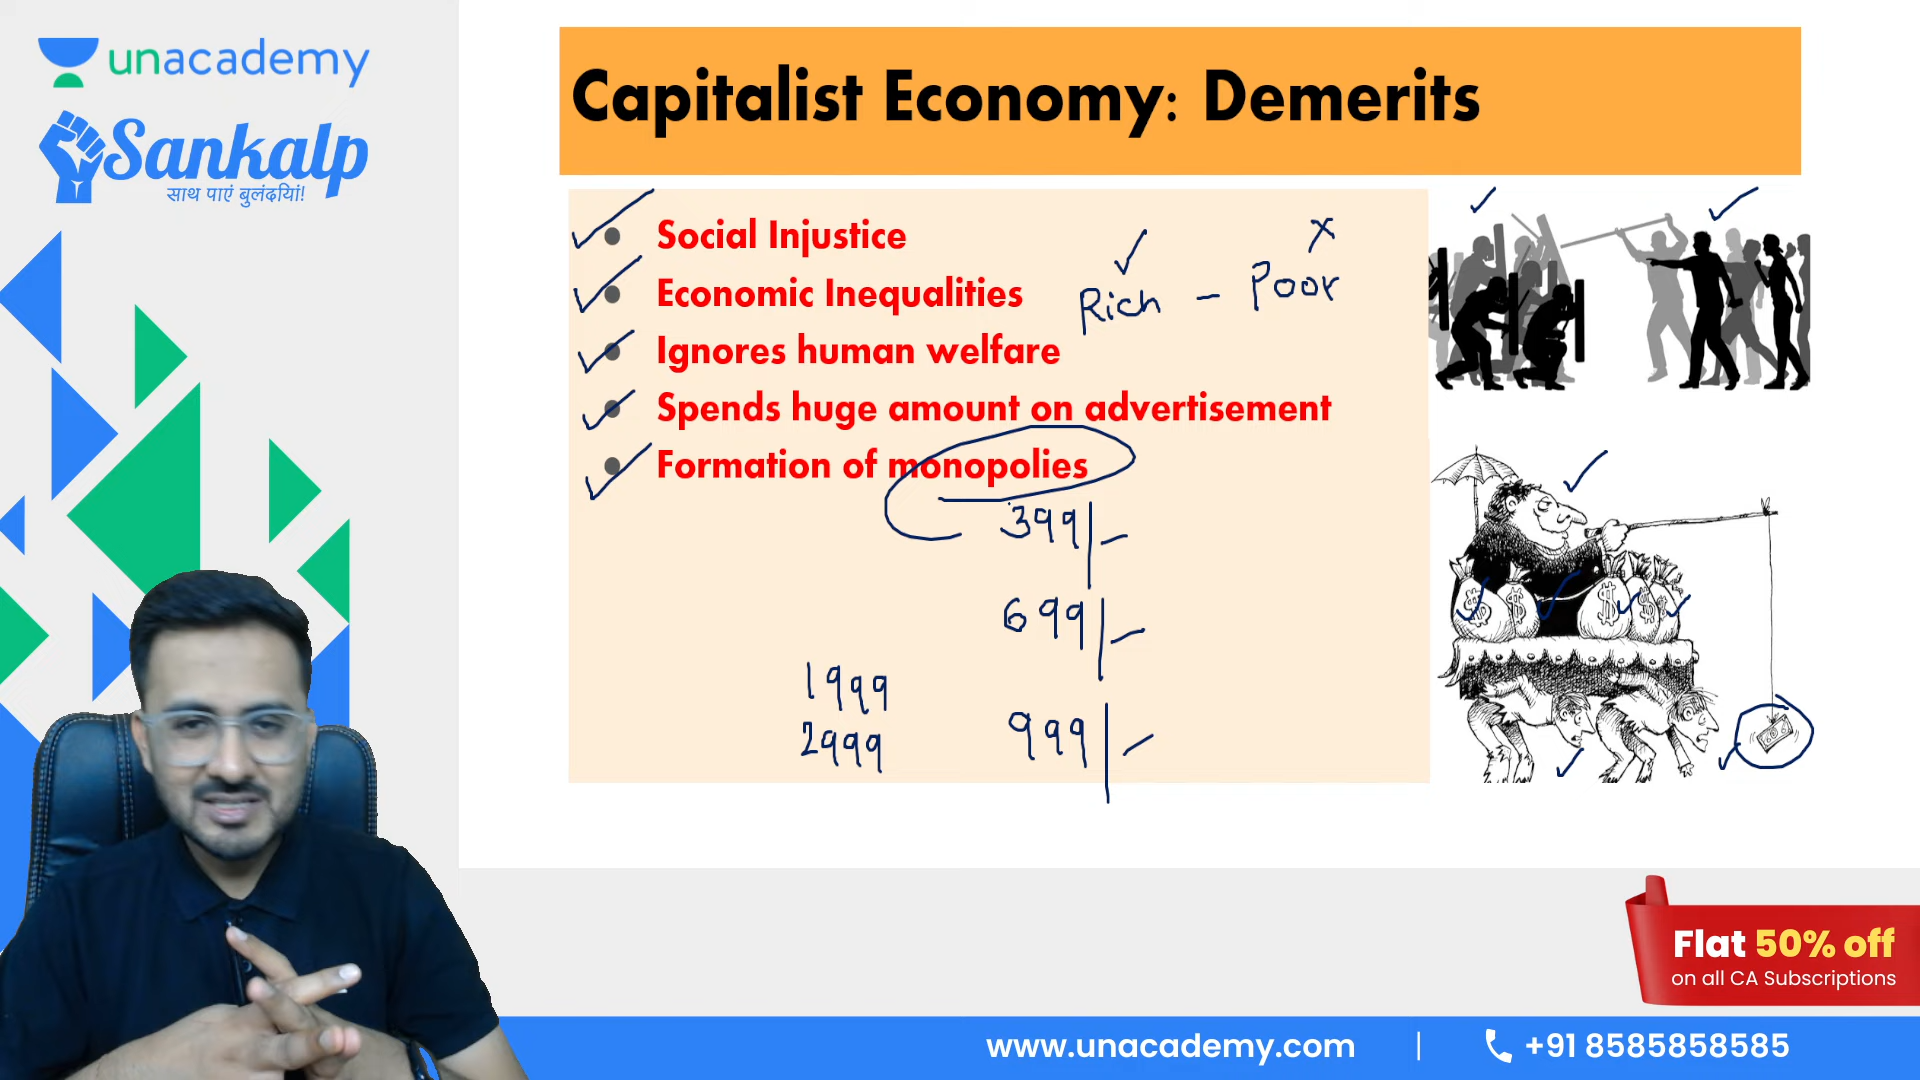 unacademy
Sankalp
साथ पाएं बुलंदियां!
Capitalist Economy: Demerits
Social Injustice
Economic Inequalities
Ignores human welfare
Spends huge amount on advertisement
Formation of monopolies
Rich - Poor
399/-
699/-
999/-
1999
2999
$ $ $ $ $
Flat 50% off
on all CA Subscriptions
www.unacademy.com | +91 8585858585